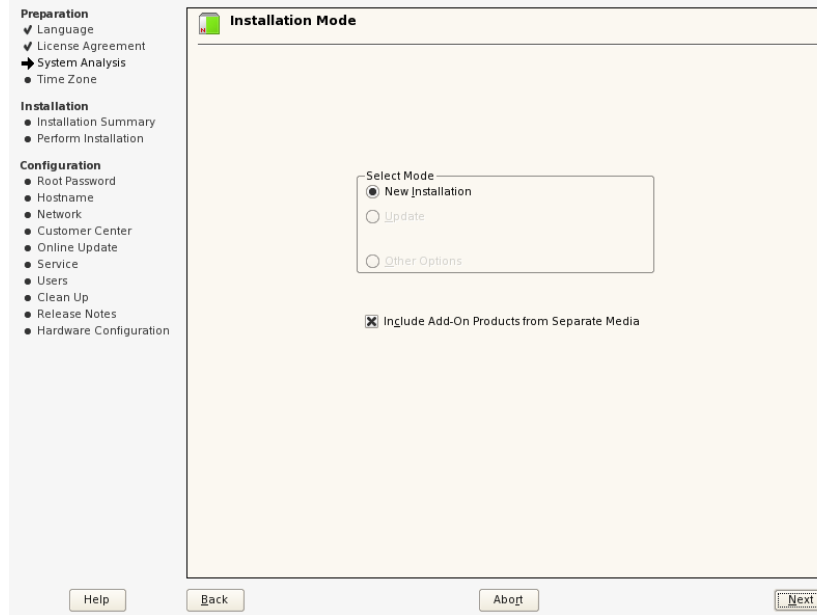 Preparation
Language
License Agreement
System Analysis
Time Zone
Installation
Installation Summary
Perform Installation
Configuration
Root Password
Hostname
Network
Customer Center
Online Update
Service
Users
Clean Up
Release Notes
Hardware Configuration
Installation Mode
Select Mode
New Installation
Update
Other Options
Include Add-On Products from Separate Media
Help
Back
Abort
Next